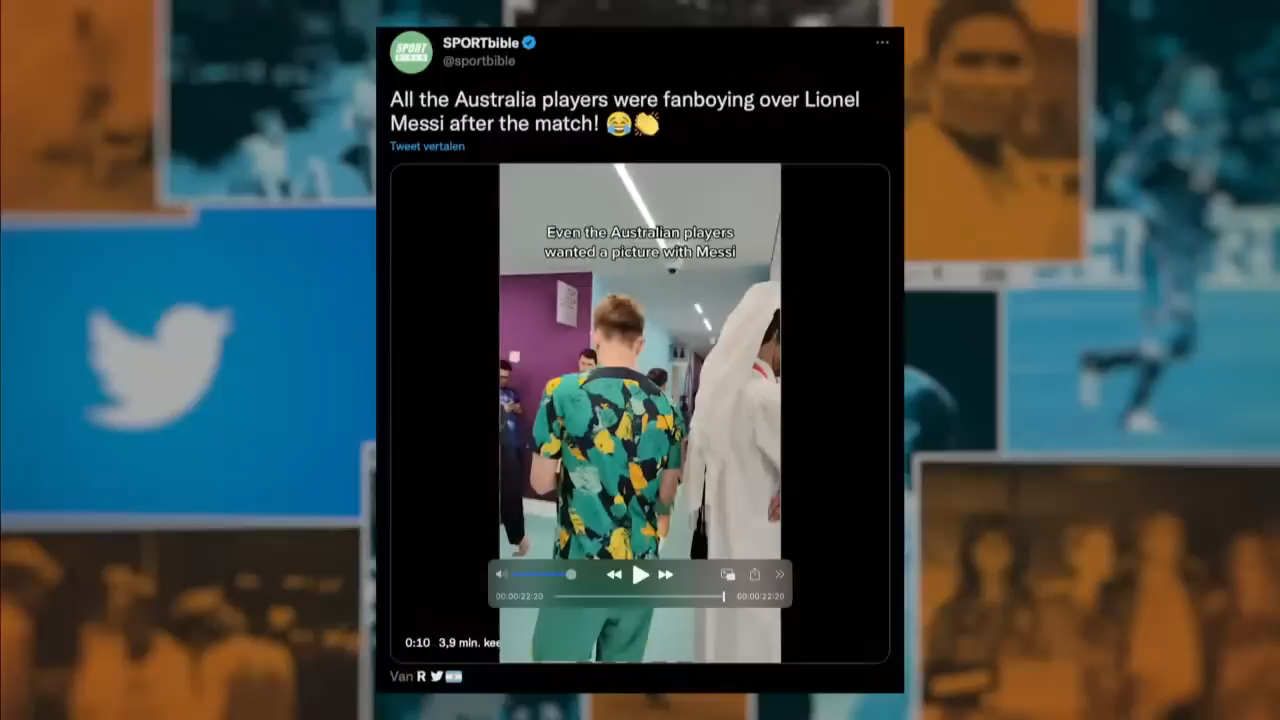 SPORTbible
@sportbible
All the Australia players were fanboying over Lionel
Messi after the match! 😂👏
Tweet vertalen
Even the Australian players
wanted a picture with Messi
00:00:22:20
00:00:22:20
0:10 3,9 mln. kee
Van R